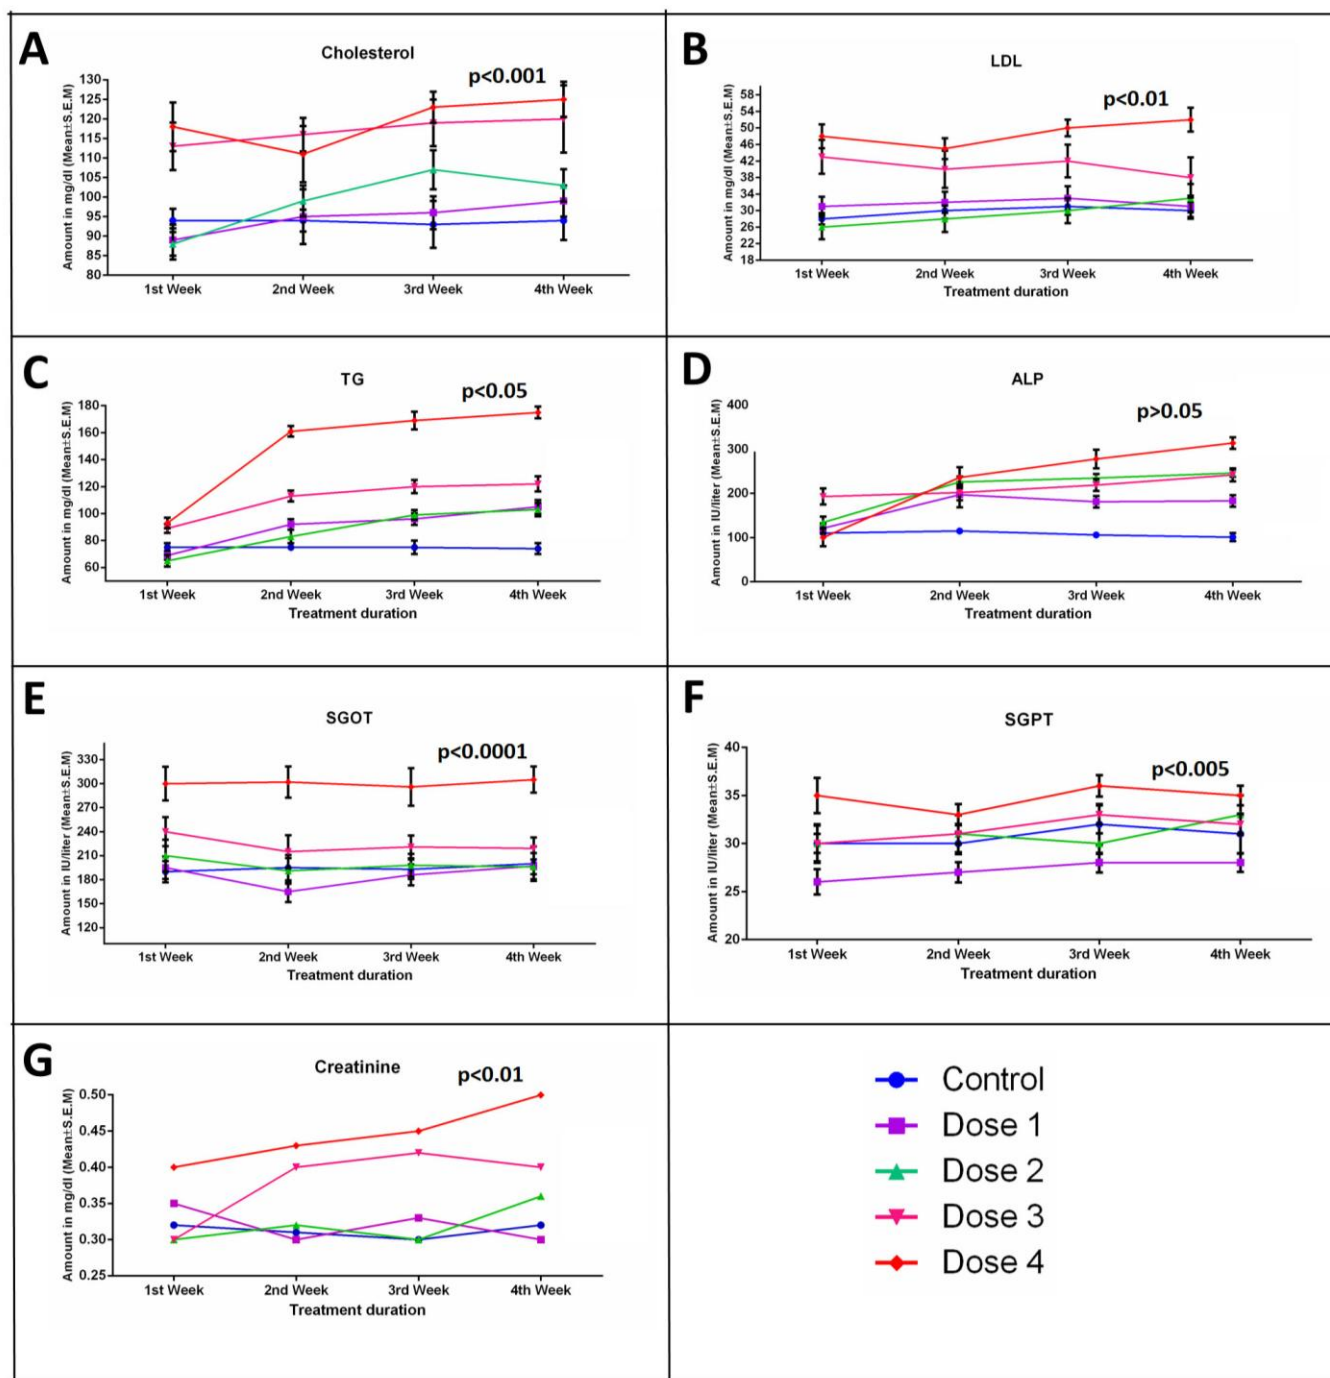 A
Cholesterol
p<0.001
Amount in mg/dl (Mean±S.E.M)
130
125
120
115
110
105
100
95
90
85
80
1st Week 2nd Week 3rd Week 4th Week
B
LDL
p<0.01
Amount in mg/dl (Mean±S.E.M)
58
54
50
46
42
38
34
30
26
22
18
1st Week 2nd Week 3rd Week 4th Week
Treatment duration
C
TG
p<0.05
Amount in mg/dl (Mean±S.E.M)
180
160
140
120
100
80
60
1st Week 2nd Week 3rd Week 4th Week
Treatment duration
D
ALP
p>0.05
Amount in IU/liter (Mean±S.E.M)
400
300
200
100
0
1st Week 2nd Week 3rd Week 4th Week
Treatment duration
E
SGOT
p<0.0001
Amount in IU/liter (Mean±S.E.M)
330
300
270
240
210
180
150
120
1st Week 2nd Week 3rd Week 4th Week
Treatment duration
F
SGPT
p<0.005
Amount in IU/liter (Mean±S.E.M)
40
35
30
25
20
1st Week 2nd Week 3rd Week 4th Week
Treatment duration
G
Creatinine
p<0.01
Amount in mg/dl (Mean±S.E.M)
0.50
0.45
0.40
0.35
0.30
0.25
1st Week 2nd Week 3rd Week 4th Week
Treatment duration
Control
Dose 1
Dose 2
Dose 3
Dose 4